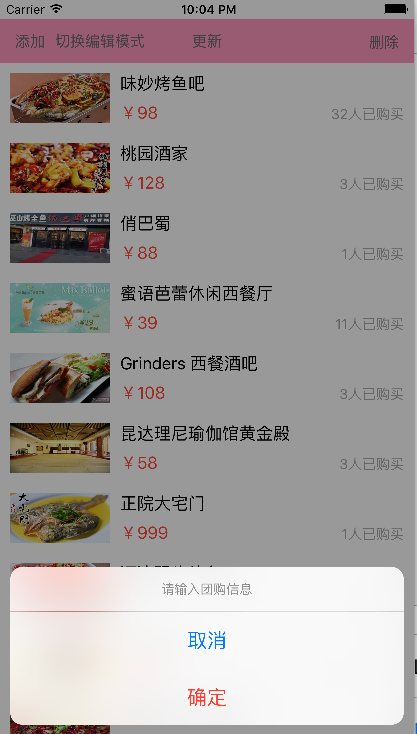 Carrier 10:04 PM
添加 切换编辑模式 更新 删除
味妙烤鱼吧
￥98 32人已购买
桃园酒家
￥128 3人已购买
俏巴蜀
￥88 1人已购买
蜜语芭蕾休闲西餐厅
￥39 11人已购买
Grinders 西餐酒吧
￥108 3人已购买
昆达理尼瑜伽馆黄金殿
￥58 3人已购买
正院大宅门
￥999 1人已购买
请输入团购信息
取消
确定